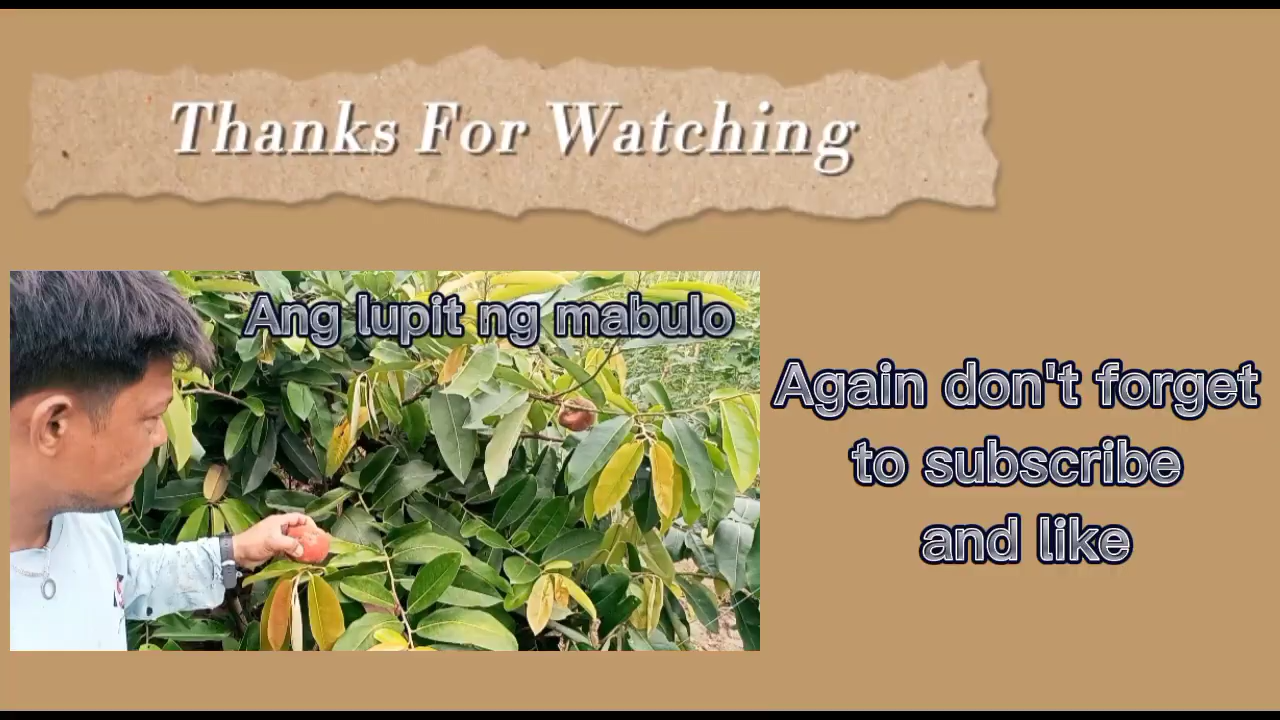 Thanks For Watching
Ang lupit ng mabulo
Again don't forget
to subscribe
and like